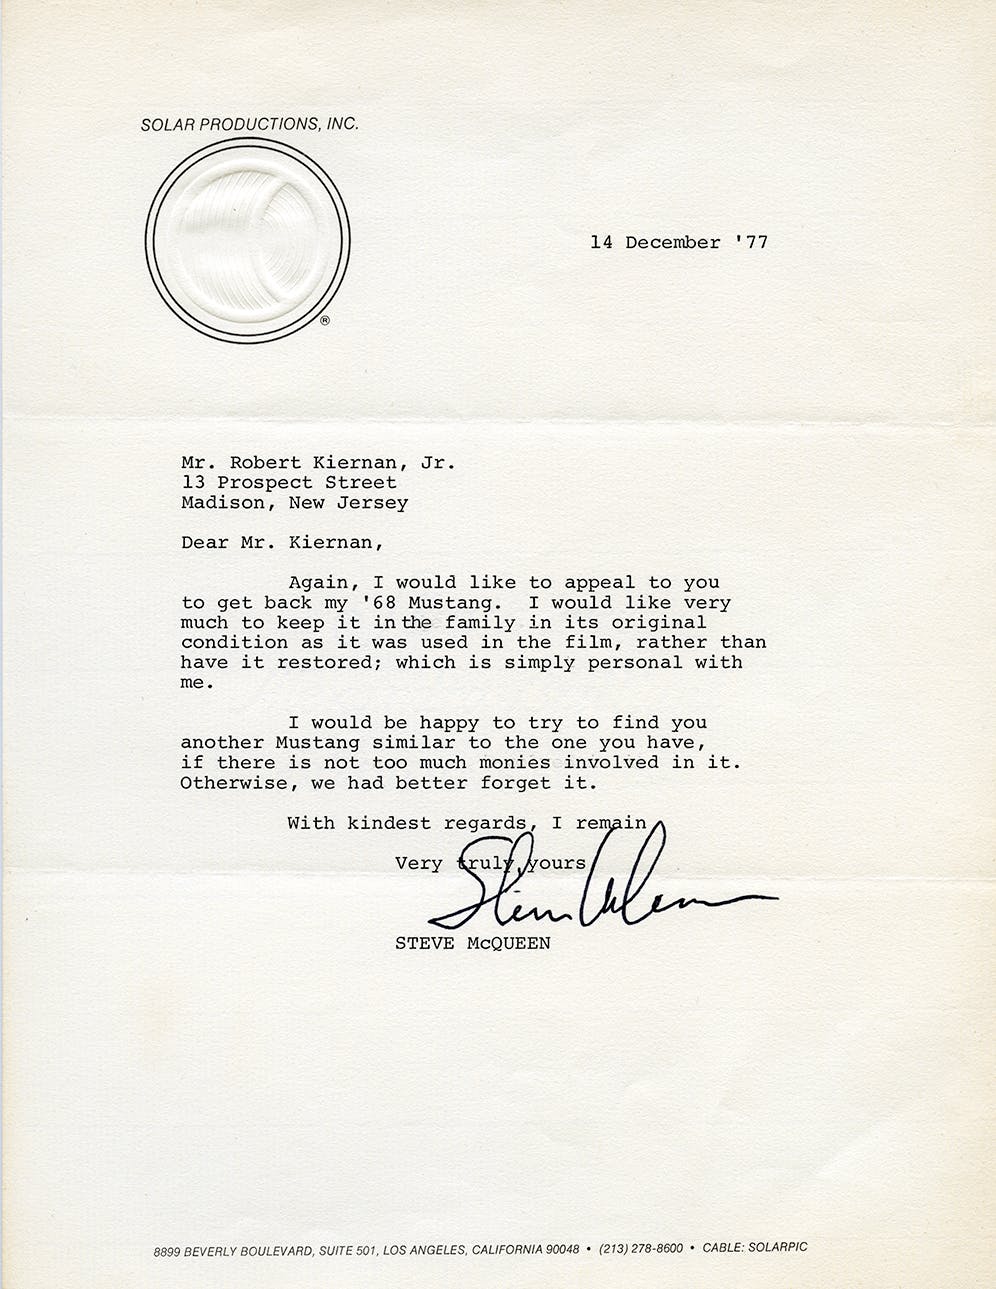 SOLAR PRODUCTIONS, INC.
®
14 December '77
Mr. Robert Kiernan, Jr.
13 Prospect Street
Madison, New Jersey
Dear Mr. Kiernan,
Again, I would like to appeal to you
to get back my '68 Mustang. I would like very
much to keep it in the family in its original
condition as it was used in the film, rather than
have it restored; which is simply personal with
me.
I would be happy to try to find you
another Mustang similar to the one you have,
if there is not too much monies involved in it.
Otherwise, we had better forget it.
With kindest regards, I remain
Very truly yours
Steve McQueen
STEVE McQUEEN
8899 BEVERLY BOULEVARD, SUITE 501, LOS ANGELES, CALIFORNIA 90048 • (213) 278-8600 • CABLE: SOLARPIC